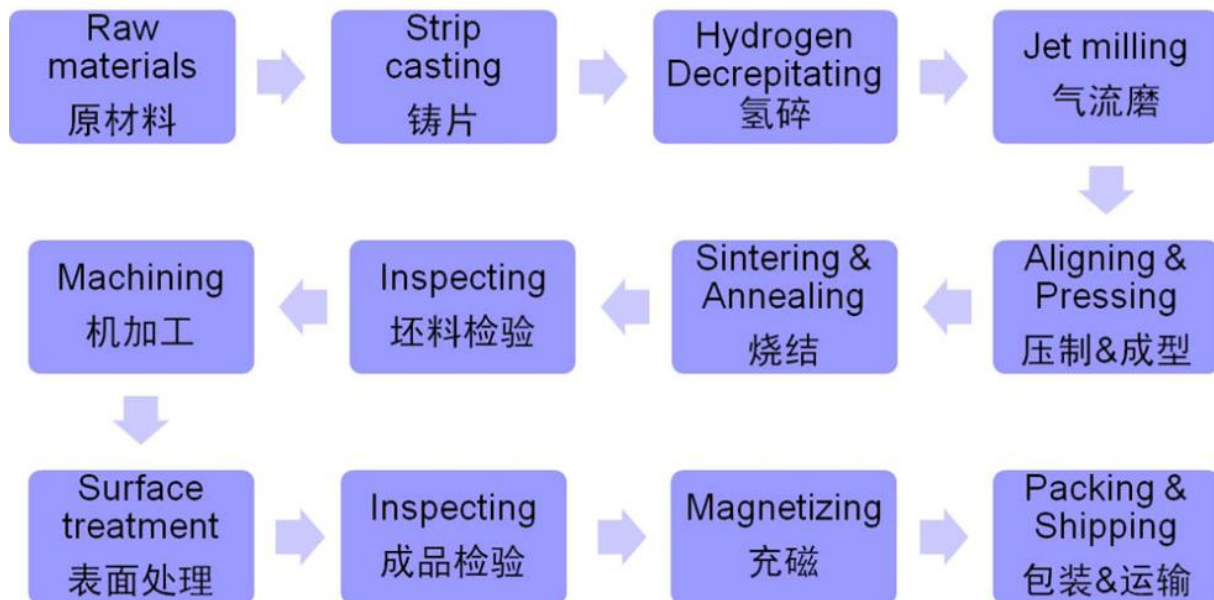 Raw
materials
原材料
Strip
casting
铸片
Hydrogen
Decrepitating
氢碎
Jet milling
气流磨
Aligning &
Pressing
压制&成型
Sintering &
Annealing
烧结
Inspecting
坯料检验
Machining
机加工
Surface
treatment
表面处理
Inspecting
成品检验
Magnetizing
充磁
Packing &
Shipping
包装&运输